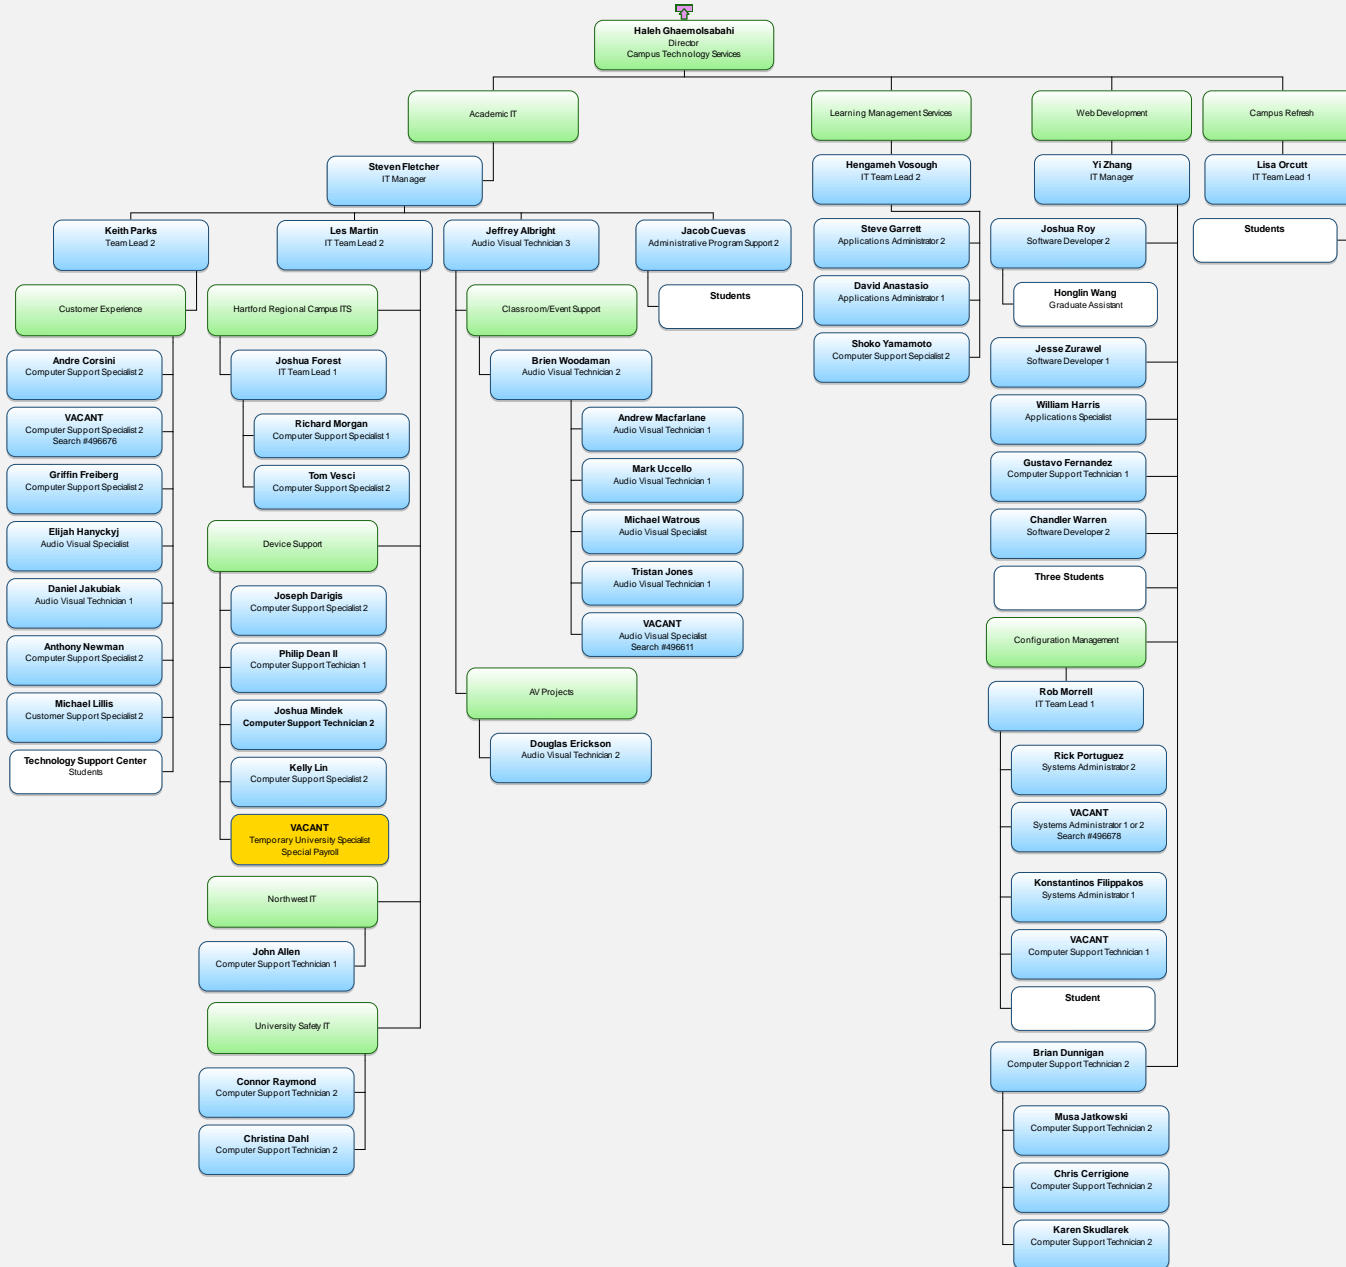 Haleh Ghaemolsabahi
Director
Campus Technology Services
Academic IT
Learning Management Services
Web Development
Campus Refresh
Steven Fletcher
IT Manager
Hengameh Vosough
IT Team Lead 2
Yi Zhang
IT Manager
Lisa Orcutt
IT Team Lead 1
Keith Parks
Team Lead 2
Les Martin
IT Team Lead 2
Jeffrey Albright
Audio Visual Technician 3
Jacob Cuevas
Administrative Program Support 2
Students
Customer Experience
Andre Corsini
Computer Support Specialist 2
VACANT
Computer Support Specialist 2
Search #496676
Griffin Freiberg
Computer Support Specialist 2
Elijah Hanyckyj
Audio Visual Specialist
Daniel Jakubiak
Audio Visual Technician 1
Anthony Newman
Computer Support Specialist 2
Michael Lillis
Customer Support Specialist 2
Technology Support Center
Students
Hartford Regional Campus ITS
Joshua Forest
IT Team Lead 1
Richard Morgan
Computer Support Specialist 1
Tom Vesci
Computer Support Specialist 2
Device Support
Joseph Darigis
Computer Support Specialist 2
Philip Dean II
Computer Support Techician 1
Joshua Mindek
Computer Support Technician 2
Kelly Lin
Computer Support Specialist 2
VACANT
Temporary University Specialist
Special Payroll
Northwest IT
John Allen
Computer Support Technician 1
University Safety IT
Connor Raymond
Computer Support Technician 2
Christina Dahl
Computer Support Technician 2
Classroom/Event Support
Brien Woodaman
Audio Visual Technician 2
Andrew Macfarlane
Audio Visual Technician 1
Mark Uccello
Audio Visual Technician 1
Michael Watrous
Audio Visual Specialist
Tristan Jones
Audio Visual Technician 1
VACANT
Audio Visual Specialist
Search #496611
AV Projects
Douglas Erickson
Audio Visual Technician 2
Steve Garrett
Applications Administrator 2
David Anastasio
Applications Administrator 1
Shoko Yamamoto
Computer Support Sepcialist 2
Joshua Roy
Software Developer 2
Honglin Wang
Graduate Assistant
Jesse Zurawel
Software Developer 1
William Harris
Applications Specialist
Gustavo Fernandez
Computer Support Technician 1
Chandler Warren
Software Developer 2
Three Students
Configuration Management
Rob Morrell
IT Team Lead 1
Rick Portuguez
Systems Administrator 2
VACANT
Systems Administrator 1 or 2
Search #496678
Konstantinos Filippakos
Systems Administrator 1
VACANT
Computer Support Technician 1
Student
Brian Dunnigan
Computer Support Technician 2
Musa Jatkowski
Computer Support Technician 2
Chris Cerrigione
Computer Support Technician 2
Karen Skudlarek
Computer Support Technician 2
Students